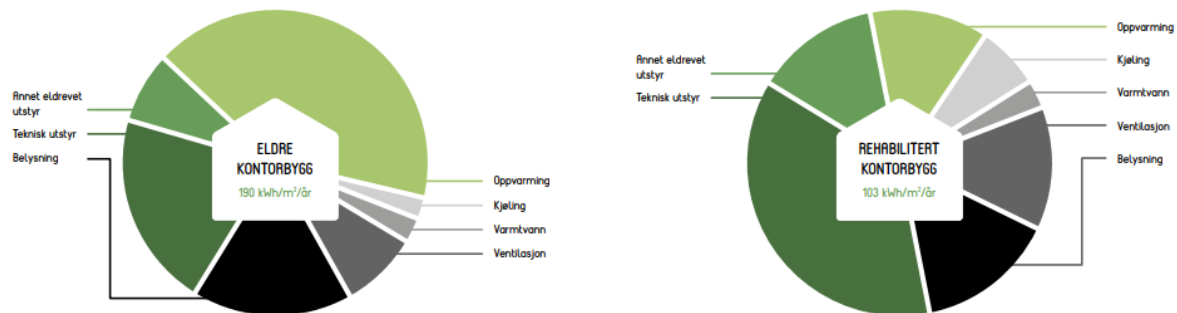 Annet eldrevet
utstyr
Teknisk utstyr
Belysning
ELDRE
KONTORBYGG
190 kWh/m²/år
Oppvarming
Kjøling
Varmtvann
Ventilasjon
Annet eldrevet
utstyr
Teknisk utstyr
REHABILITERT
KONTORBYGG
103 kWh/m²/år
Oppvarming
Kjøling
Varmtvann
Ventilasjon
Belysning